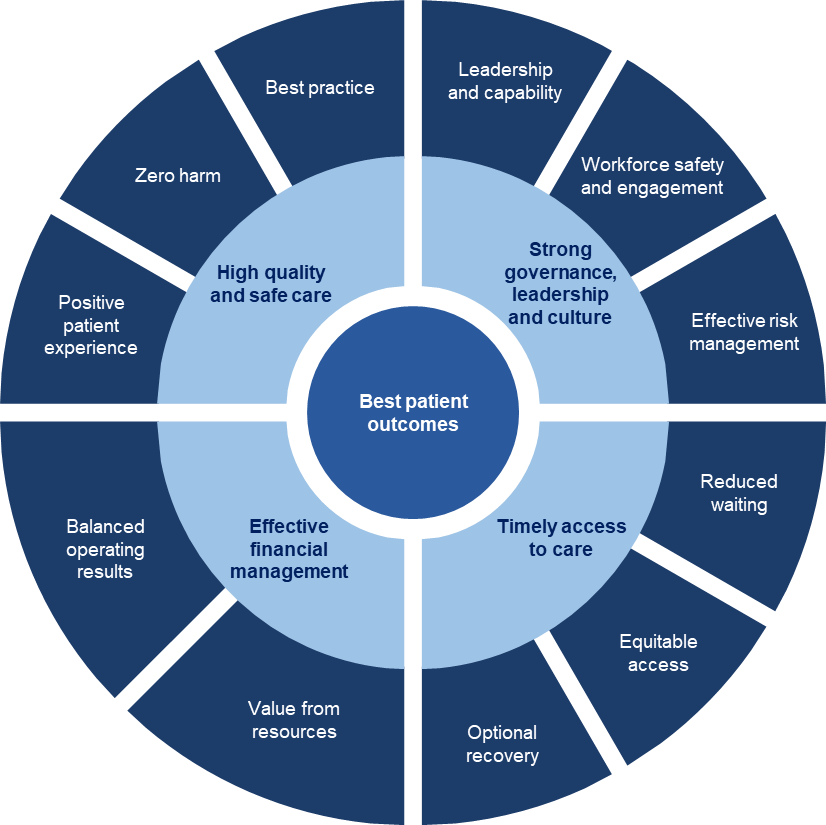 Best practice
Leadership
and capability
Zero harm
Workforce safety
and engagement
Positive
patient
experience
High quality
and safe care
Strong
governance,
leadership
and culture
Effective risk
management
Best patient
outcomes
Balanced
operating
results
Effective
financial
management
Timely access
to care
Reduced
waiting
Value from
resources
Optional
recovery
Equitable
access